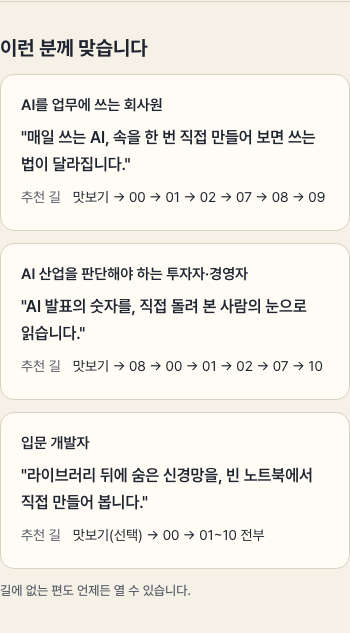 이런 분께 맞습니다
AI를 업무에 쓰는 회사원
"매일 쓰는 AI, 속을 한 번 직접 만들어 보면 쓰는
법이 달라집니다."
추천 길 맛보기 → 00 → 01 → 02 → 07 → 08 → 09
AI 산업을 판단해야 하는 투자자·경영자
"AI 발표의 숫자를, 직접 돌려 본 사람의 눈으로
읽습니다."
추천 길 맛보기 → 08 → 00 → 01 → 02 → 07 → 10
입문 개발자
"라이브러리 뒤에 숨은 신경망을, 빈 노트북에서
직접 만들어 봅니다."
추천 길 맛보기(선택) → 00 → 01~10 전부
길에 없는 편도 언제든 열 수 있습니다.